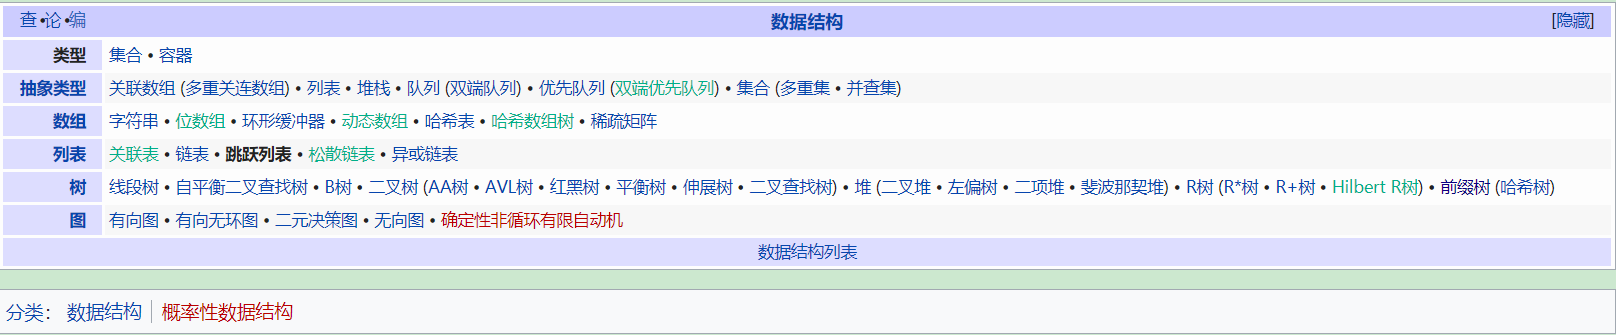 查·论·编 数据结构 [隐藏]
类型 集合 • 容器
抽象类型 关联数组 (多重关连数组) • 列表 • 堆栈 • 队列 (双端队列) • 优先队列 (双端优先队列) • 集合 (多重集 • 并查集)
数组 字符串 • 位数组 • 环形缓冲器 • 动态数组 • 哈希表 • 哈希数组树 • 稀疏矩阵
列表 关联表 • 链表 • 跳跃列表 • 松散链表 • 异或链表
树 线段树 • 自平衡二叉查找树 • B树 • 二叉树 (AA树 • AVL树 • 红黑树 • 平衡树 • 伸展树 • 二叉查找树) • 堆 (二叉堆 • 左偏树 • 二项堆 • 斐波那契堆) • R树 (R*树 • R+树 • Hilbert R树) • 前缀树 (哈希树)
图 有向图 • 有向无环图 • 二元决策图 • 无向图 • 确定性非循环有限自动机
数据结构列表
分类： 数据结构 | 概率性数据结构